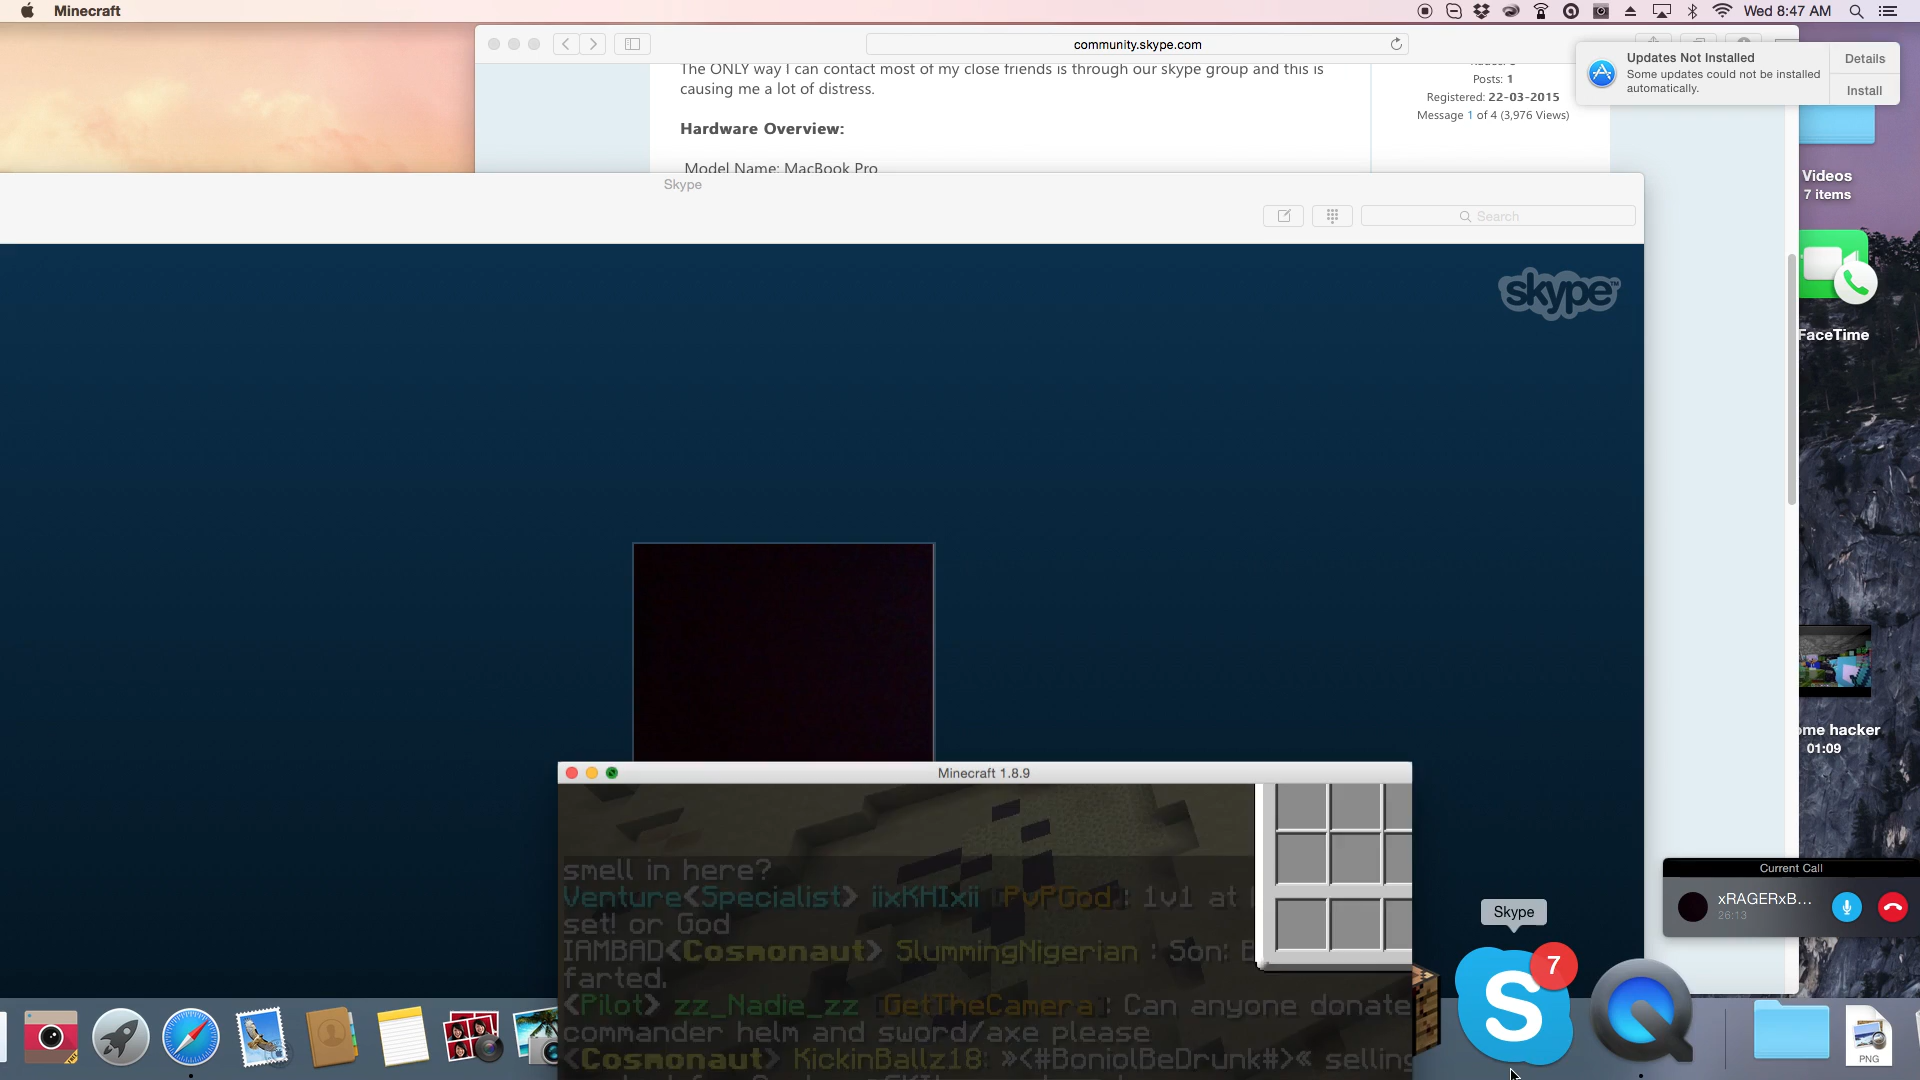 Minecraft
Wed 8:47 AM
community.skype.com
The ONLY way I can contact most of my close friends is through our skype group and this is
causing me a lot of distress.
Hardware Overview:
Model Name: MacBook Pro
Posts: 1
Registered: 22-03-2015
Message 1 of 4 (3,976 Views)
Updates Not Installed
Some updates could not be installed
automatically.
Details
Install
Videos
7 items
Skype
Search
skype
FaceTime
ome hacker
01:09
Minecraft 1.8.9
smell in here?
Venture<Specialist> iixKHIxii PvPGod : 1v1 at
set! or God
IAMBAD<Cosmonaut> SlummingNigerian : Son:
farted.
<Pilot> zz_Nadie_zz GetTheCamera : Can anyone donate
commander helm and sword/axe please
<Cosmonaut> KickinBallz18: »<#BoniolBeDrunk#>« selling
Current Call
xRAGERxB...
26:13
Skype
7
PNG